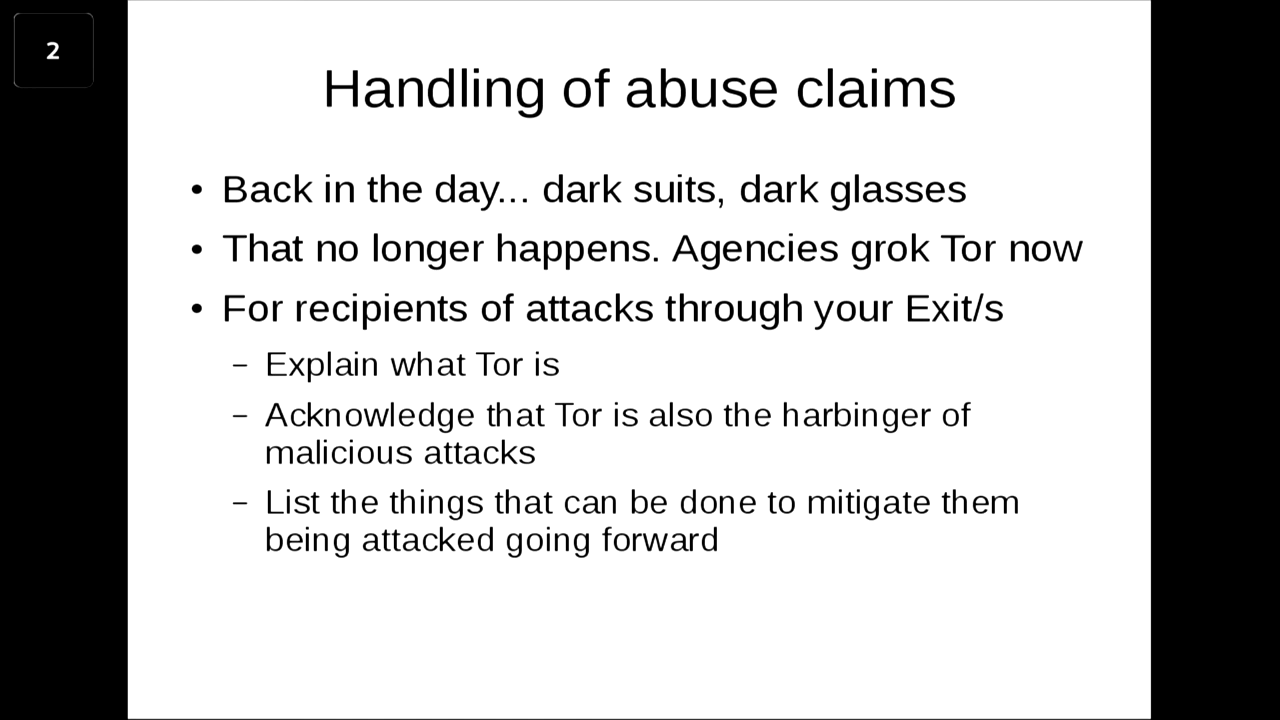 2
Handling of abuse claims
• Back in the day... dark suits, dark glasses
• That no longer happens. Agencies grok Tor now
• For recipients of attacks through your Exit/s
– Explain what Tor is
– Acknowledge that Tor is also the harbinger of
malicious attacks
– List the things that can be done to mitigate them
being attacked going forward